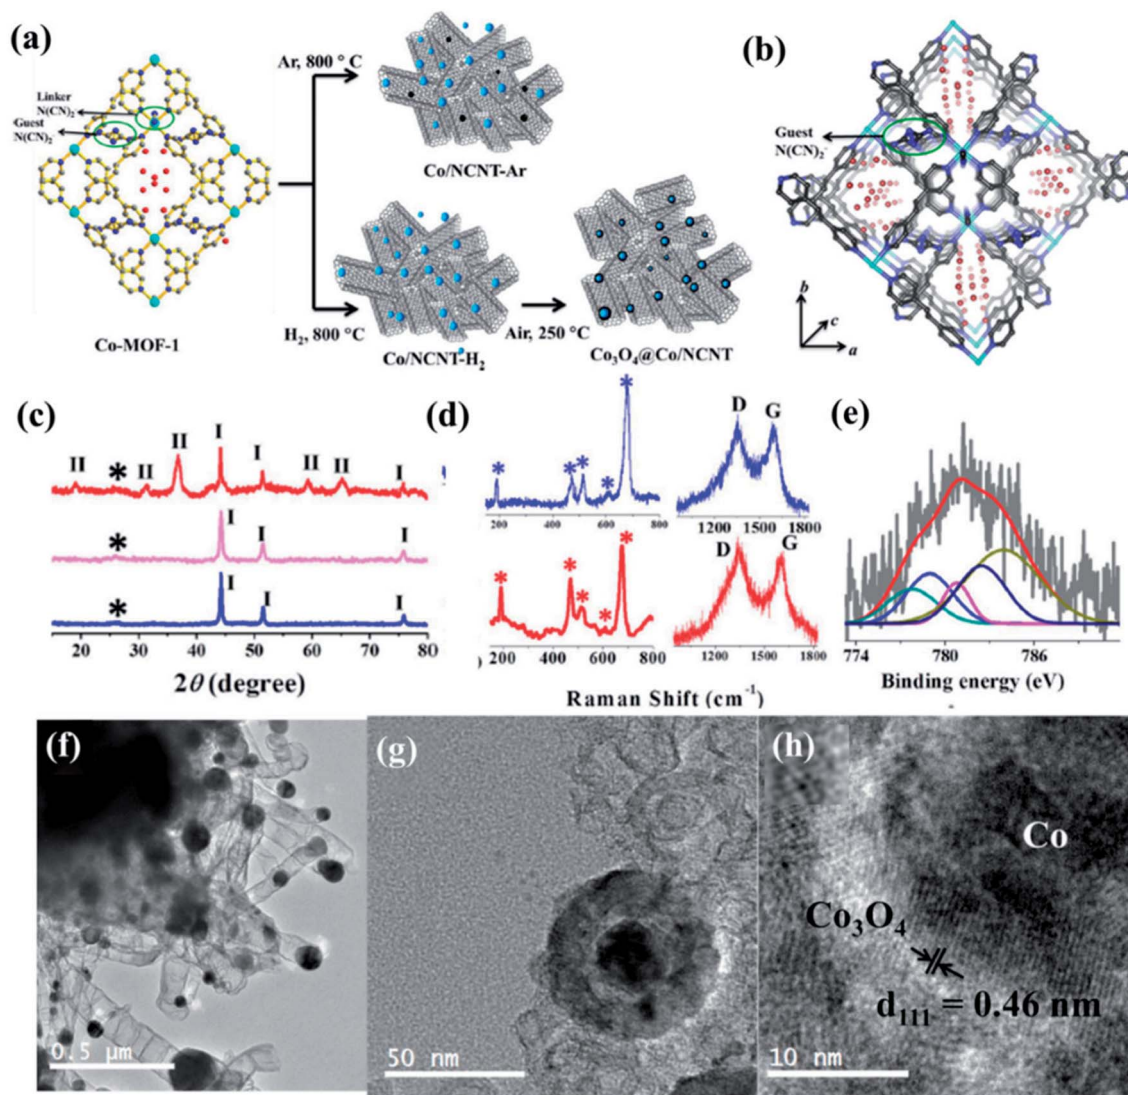 (a)
Linker
N(CN)2-
Guest
N(CN)2-
Co-MOF-1
Ar, 800 ° C
Co/NCNT-Ar
H2, 800 °C
Co/NCNT-H2
Air, 250 °C
Co3O4@Co/NCNT
(b)
Guest
N(CN)2-
b
c
a
(c)
II * II II I I II II I
* I I I
* I I I
20 30 40 50 60 70 80
2θ (degree)
(d)
* * * * * D G
200 400 600 800 1200 1600 1800
* * * * * D G
200 400 600 800 1200 1600 1800
Raman Shift (cm-1)
(e)
774 780 786
Binding energy (eV)
(f)
0.5 µm
(g)
50 nm
(h)
Co
Co3O4
d111 = 0.46 nm
10 nm